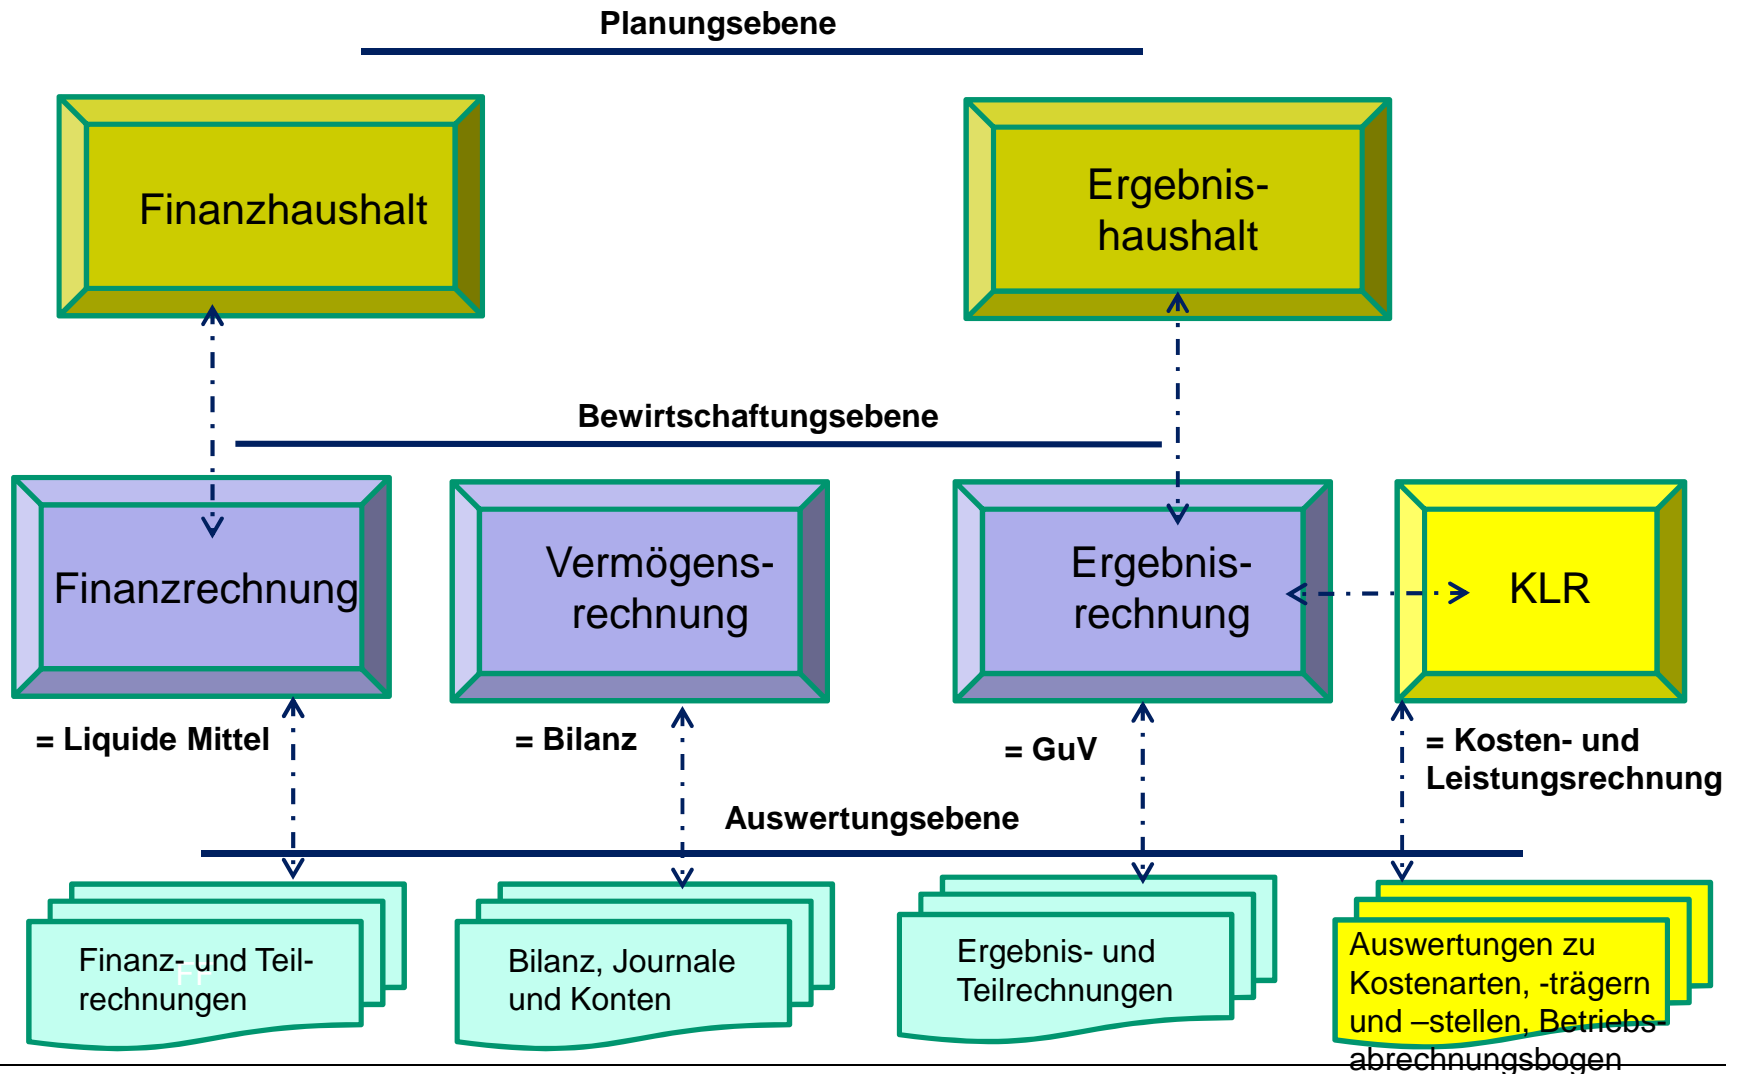 Planungsebene
Finanzhaushalt
Ergebnis-
haushalt
Bewirtschaftungsebene
Finanzrechnung
Vermögens-
rechnung
Ergebnis-
rechnung
KLR
= Liquide Mittel
= Bilanz
= GuV
= Kosten- und
Leistungsrechnung
Auswertungsebene
Finanz- und Teil-
rechnungen
FF
Bilanz, Journale
und Konten
Ergebnis- und
Teilrechnungen
Auswertungen zu
Kostenarten, -trägern
und –stellen, Betriebs-
abrechnungsbogen